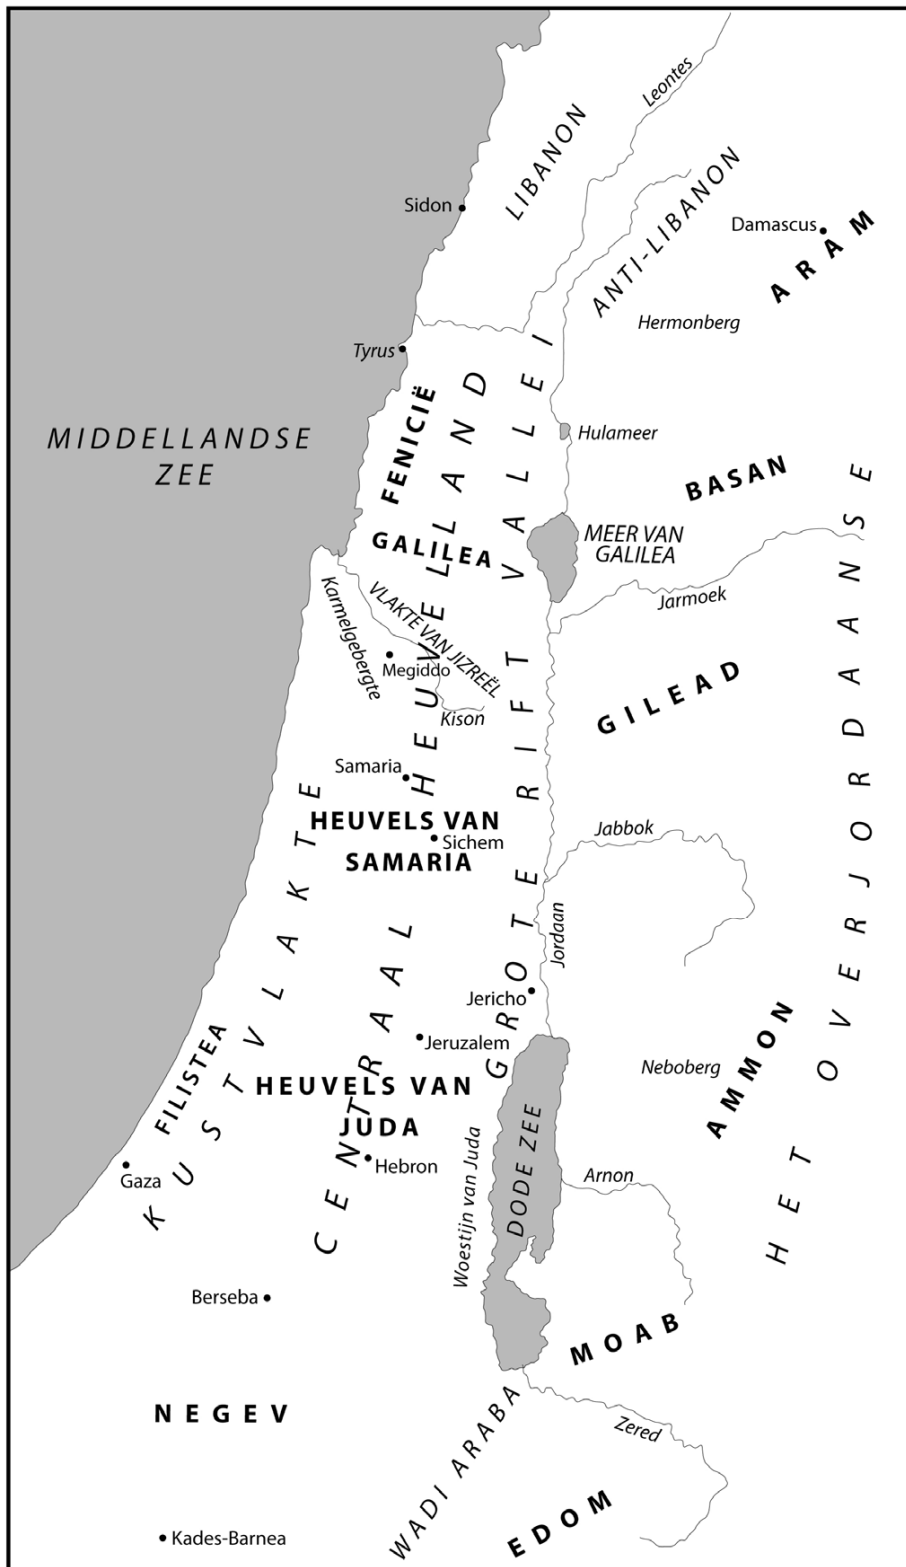 Leontes
LIBANON
ANTI-LIBANON
Sidon
Damascus
ARAM
Hermonberg
Tyrus
FENICIË
MIDDELLANDSE
ZEE
Hulameer
BASAN
GALILEA
MEER VAN
GALILEA
Jarmoek
Karmelgebergte
VLAKTE VAN JIZREËL
Megiddo
Kison
GILEAD
Samaria
HEUVELS VAN
SAMARIA
Sichem
Jabbok
Jordaan
Jericho
Jeruzalem
FILISTEA
KUSTVLAKTE
CENTRAAL HEUVELLAND
GROTE RIFT VALLEI
HET OVERJORDAANSE
HEUVELS VAN
JUDA
Neboberg
AMMON
Gaza
Hebron
Woestijn van Juda
DODE ZEE
Arnon
Berseba
MOAB
NEGEV
WADI ARABA
Zered
EDOM
Kades-Barnea